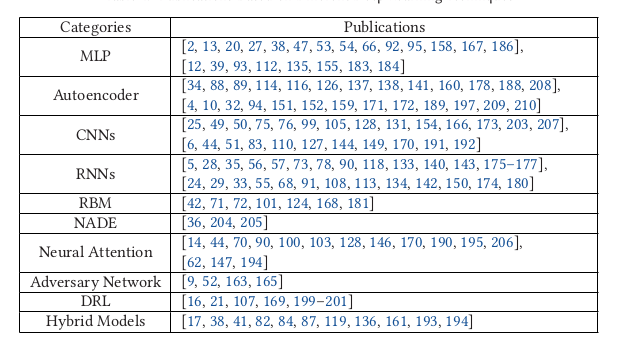 Categories Publications
MLP [2, 13, 20, 27, 38, 47, 53, 54, 66, 92, 95, 158, 167, 186],
[12, 39, 93, 112, 135, 155, 183, 184]
Autoencoder [34, 88, 89, 114, 116, 126, 137, 138, 141, 160, 178, 188, 208],
[4, 10, 32, 94, 151, 152, 159, 171, 172, 189, 197, 209, 210]
CNNs [25, 49, 50, 75, 76, 99, 105, 128, 131, 154, 166, 173, 203, 207],
[6, 44, 51, 83, 110, 127, 144, 149, 170, 191, 192]
RNNs [5, 28, 35, 56, 57, 73, 78, 90, 118, 133, 140, 143, 175–177],
[24, 29, 33, 55, 68, 91, 108, 113, 134, 142, 150, 174, 180]
RBM [42, 71, 72, 101, 124, 168, 181]
NADE [36, 204, 205]
Neural Attention [14, 44, 70, 90, 100, 103, 128, 146, 170, 190, 195, 206],
[62, 147, 194]
Adversary Network [9, 52, 163, 165]
DRL [16, 21, 107, 169, 199–201]
Hybrid Models [17, 38, 41, 82, 84, 87, 119, 136, 161, 193, 194]